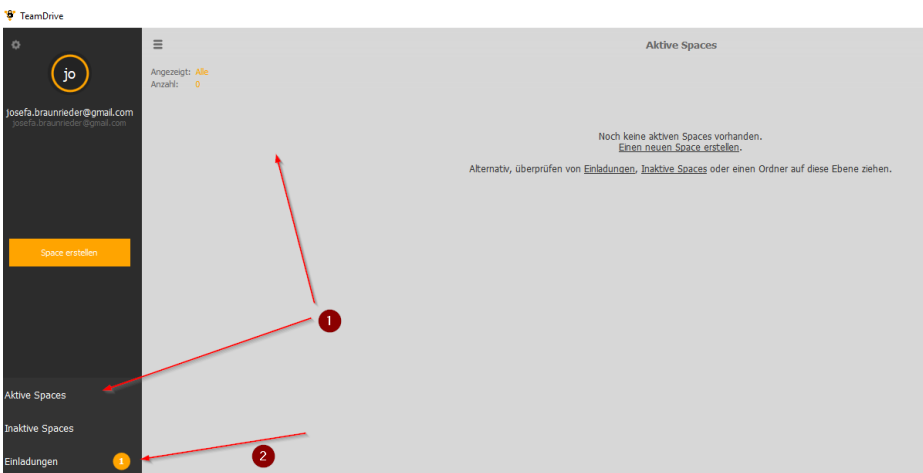 TeamDrive
Aktive Spaces
jo
Angezeigt: Alle
Anzahl: 0
josefa.braunrieder@gmail.com
josefa.braunrieder@gmail.com
Noch keine aktiven Spaces vorhanden.
Einen neuen Space erstellen.
Alternativ, überprüfen von Einladungen, Inaktive Spaces oder einen Ordner auf diese Ebene ziehen.
Space erstellen
1
Aktive Spaces
Inaktive Spaces
2
Einladungen 1